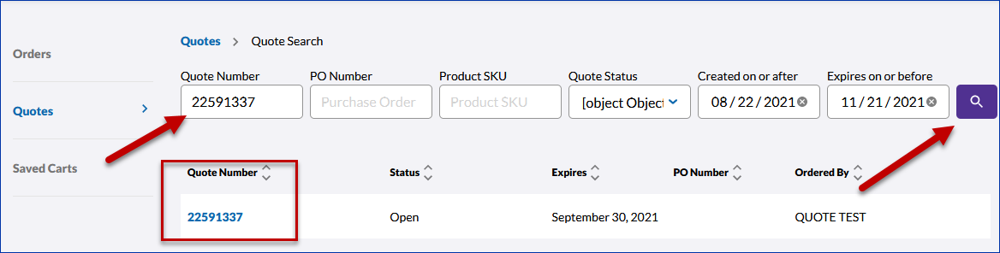 Quotes > Quote Search
Orders
Quotes
Saved Carts
Quote Number PO Number Product SKU Quote Status Created on or after Expires on or before
22591337 Purchase Order Product SKU [object Object 08 / 22 / 2021 11 / 21 / 2021
Quote Number Status Expires PO Number Ordered By
22591337 Open September 30, 2021 QUOTE TEST